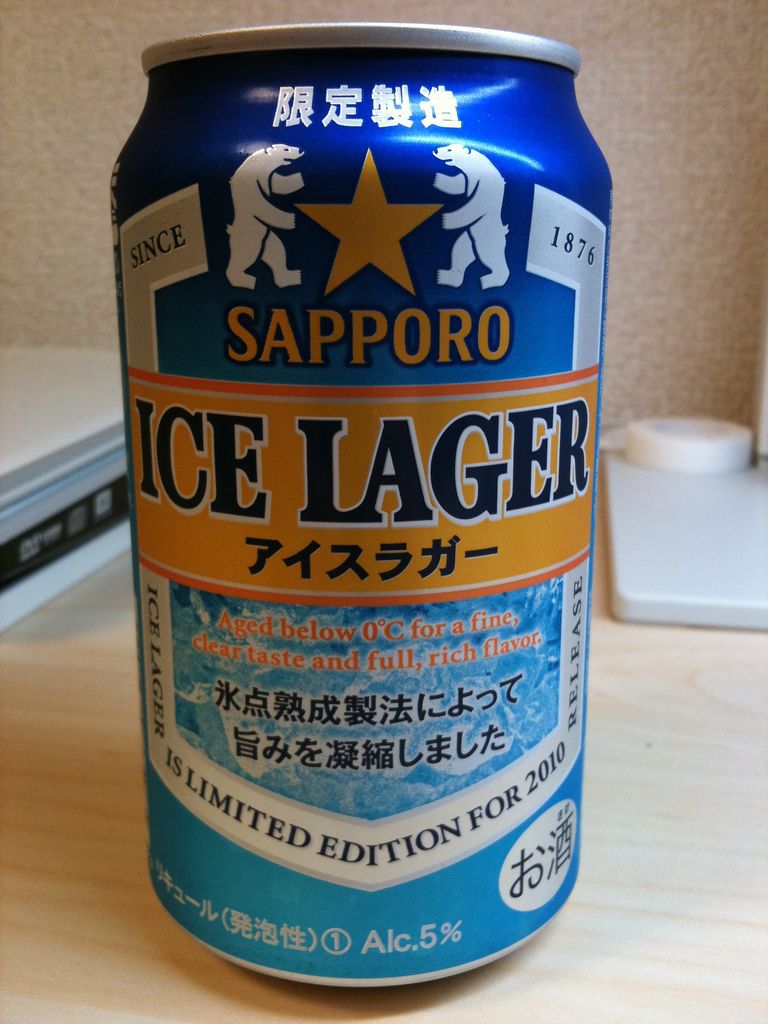 限定製造
SINCE
1876
SAPPORO
ICE LAGER
アイスラガー
Aged below 0℃ for a fine,
clear taste and full, rich flavor.
氷点熟成製法によって
旨みを凝縮しました
ICE LAGER
IS LIMITED EDITION FOR 2010
RELEASE
おさけ
お酒
リキュール(発泡性)① Alc.5%